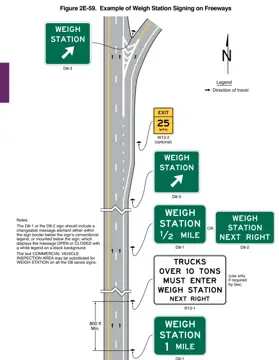 Figure 2E-59. Example of Weigh Station Signing on Freeways
WEIGH
STATION
D8-3
N
Legend
Direction of travel
EXIT
25
MPH
W13-2
(optional)
WEIGH
STATION
D8-3
Notes
The D8-1 or the D8-2 sign should include a
changeable message element either within
the sign border below the sign's conventional
legend, or mounted below the sign, which
displays the message OPEN or CLOSED with
a white legend on a black background.
The text COMMERCIAL VEHICLE
INSPECTION AREA may be substituted for
WEIGH STATION on all the D8 series signs.
WEIGH
STATION
1/2 MILE
D8-1
OR
WEIGH
STATION
NEXT RIGHT
D8-2
TRUCKS
OVER 10 TONS
MUST ENTER
WEIGH STATION
NEXT RIGHT
R13-1
(use only
if required
by law)
800 ft
Min.
WEIGH
STATION
1 MILE
D8-1